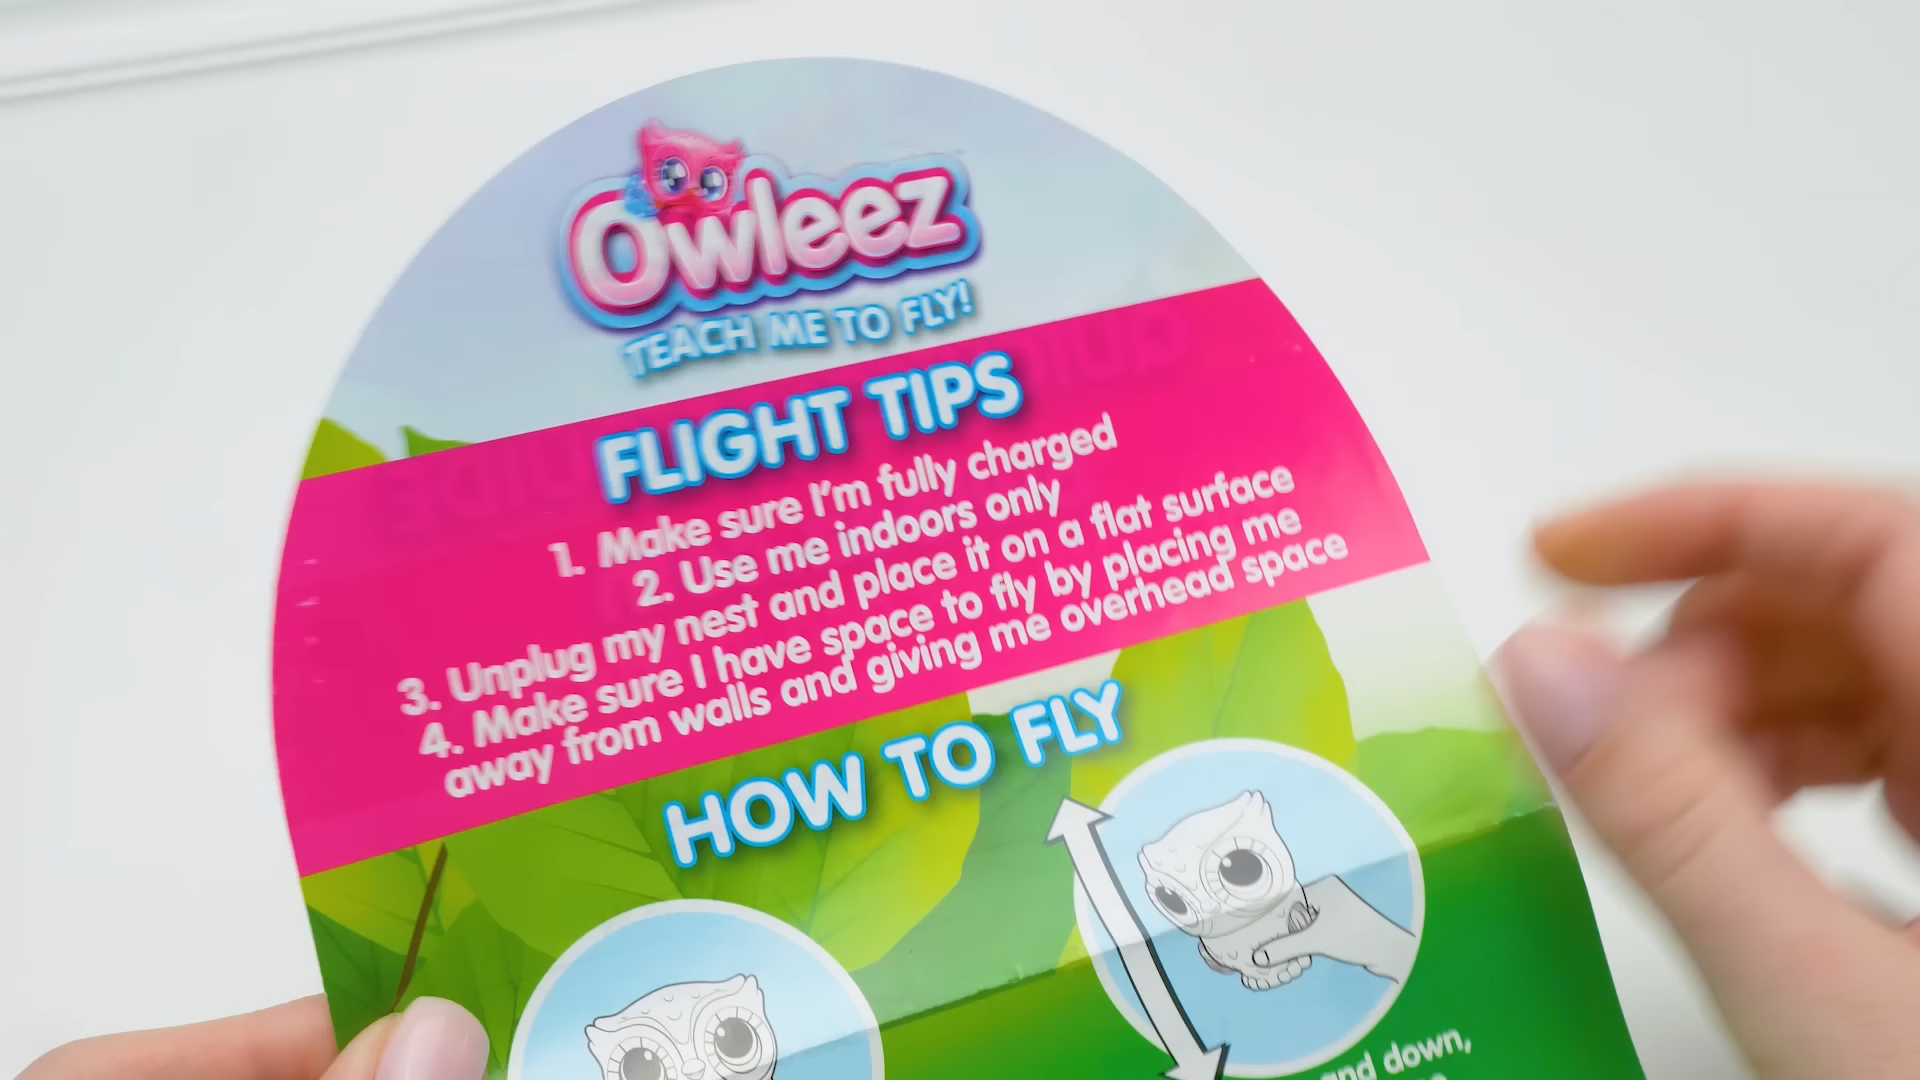 Owleez
TEACH ME TO FLY!
FLIGHT TIPS
1. Make sure I'm fully charged
2. Use me indoors only
3. Unplug my nest and place it on a flat surface
4. Make sure I have space to fly by placing me
away from walls and giving me overhead space
HOW TO FLY
and down,